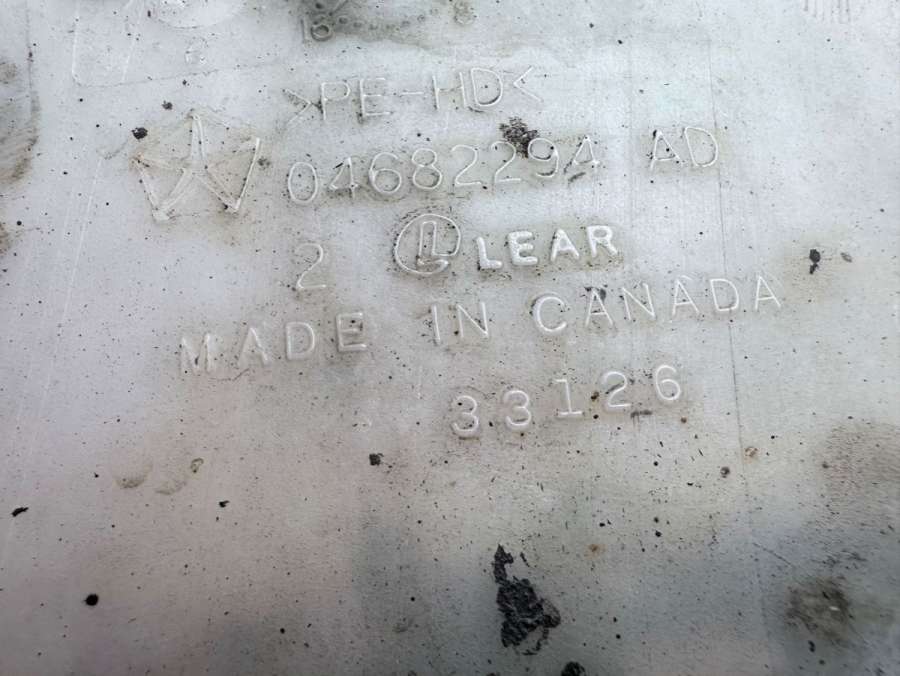 >PE-HD<
04682294 AD
2 L LEAR
MADE IN CANADA
33126